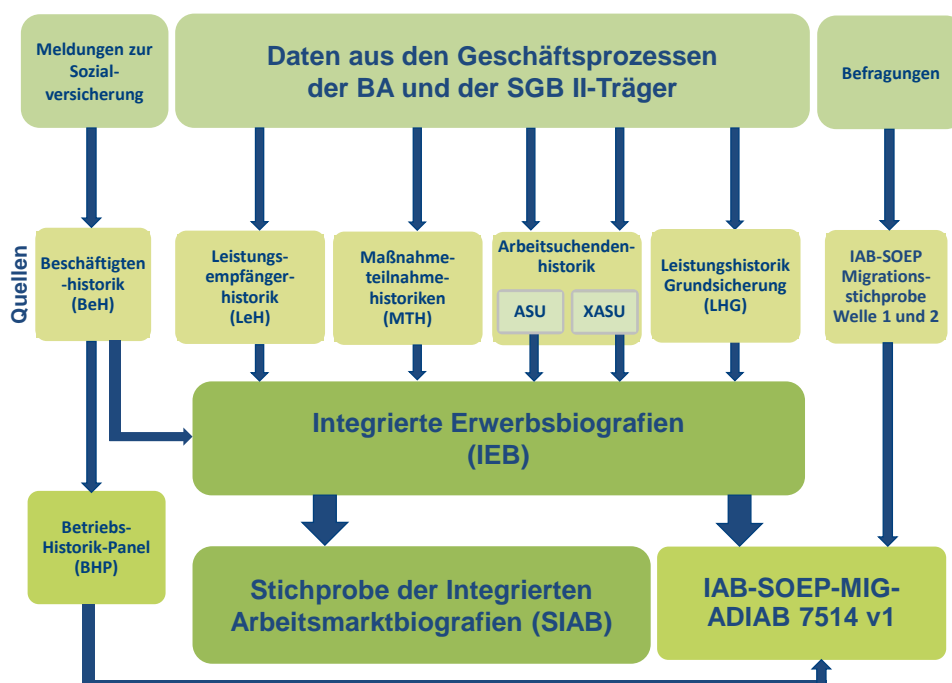 Meldungen zur
Sozial-
versicherung
Daten aus den Geschäftsprozessen
der BA und der SGB II-Träger
Befragungen
Quellen
Beschäftigten
-historik
(BeH)
Leistungs-
empfänger-
historik
(LeH)
Maßnahme-
teilnahme-
historiken
(MTH)
Arbeitsuchenden-
historik
ASU
XASU
Leistungshistorik
Grundsicherung
(LHG)
IAB-SOEP
Migrations-
stichprobe
Welle 1 und 2
Integrierte Erwerbsbiografien
(IEB)
Betriebs-
Historik-Panel
(BHP)
Stichprobe der Integrierten
Arbeitsmarktbiografien (SIAB)
IAB-SOEP-MIG-
ADIAB 7514 v1